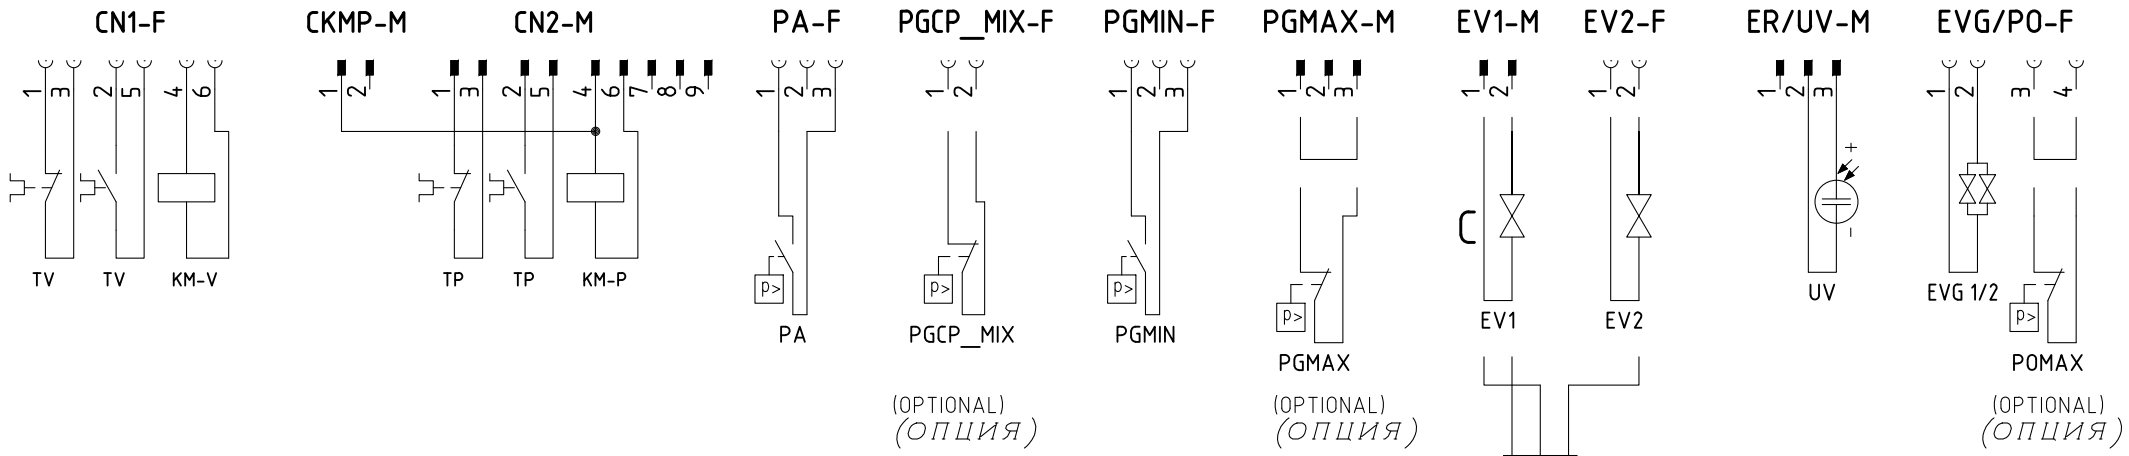 CN1-F CKMP-M CN2-M PA-F PGCP_MIX-F PGMIN-F PGMAX-M EV1-M EV2-F ER/UV-M EVG/PO-F
1 3 2 5 4 6 1 2 1 3 2 5 4 6 7 8 9 1 2 3 1 2 1 2 3 1 2 3 1 2 1 2 1 2 3 1 2 3 4
+
C
-
TV TV KM-V TP TP KM-P
p> p> p> p> p>
UV EVG 1/2
EV1 EV2
PA PGCP_MIX PGMIN
PGMAX POMAX
(OPTIONAL) (OPTIONAL) (OPTIONAL)
(ОПЦИЯ) (ОПЦИЯ) (ОПЦИЯ)